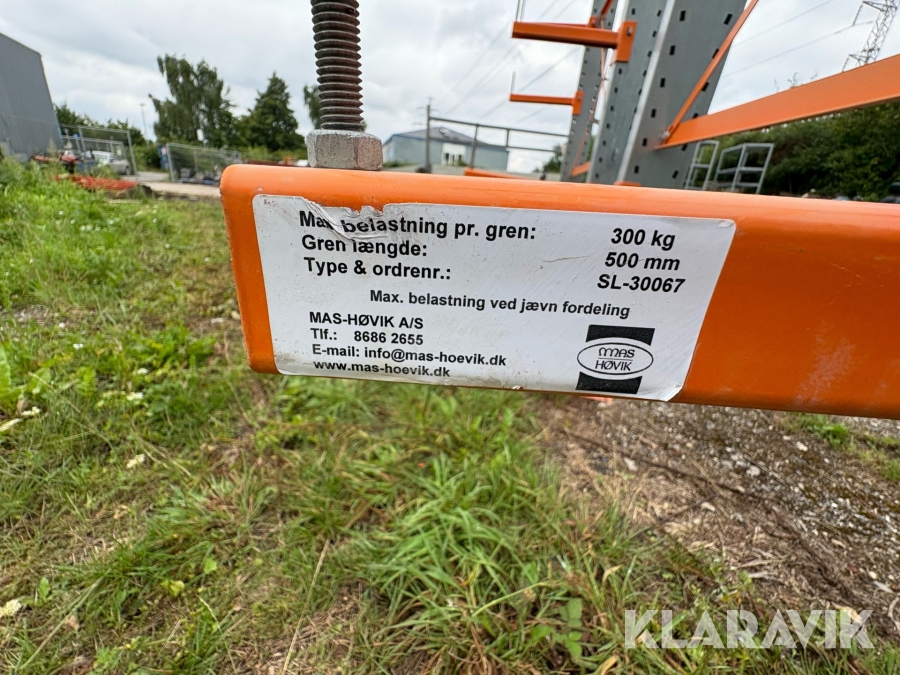 Max. belastning pr. gren: 300 kg
Gren længde: 500 mm
Type & ordrenr.: SL-30067
Max. belastning ved jævn fordeling
MAS-HØVIK A/S
Tlf.: 8686 2655
E-mail: info@mas-hoevik.dk
www.mas-hoevik.dk
MAS
HØVIK
KLARAVIK